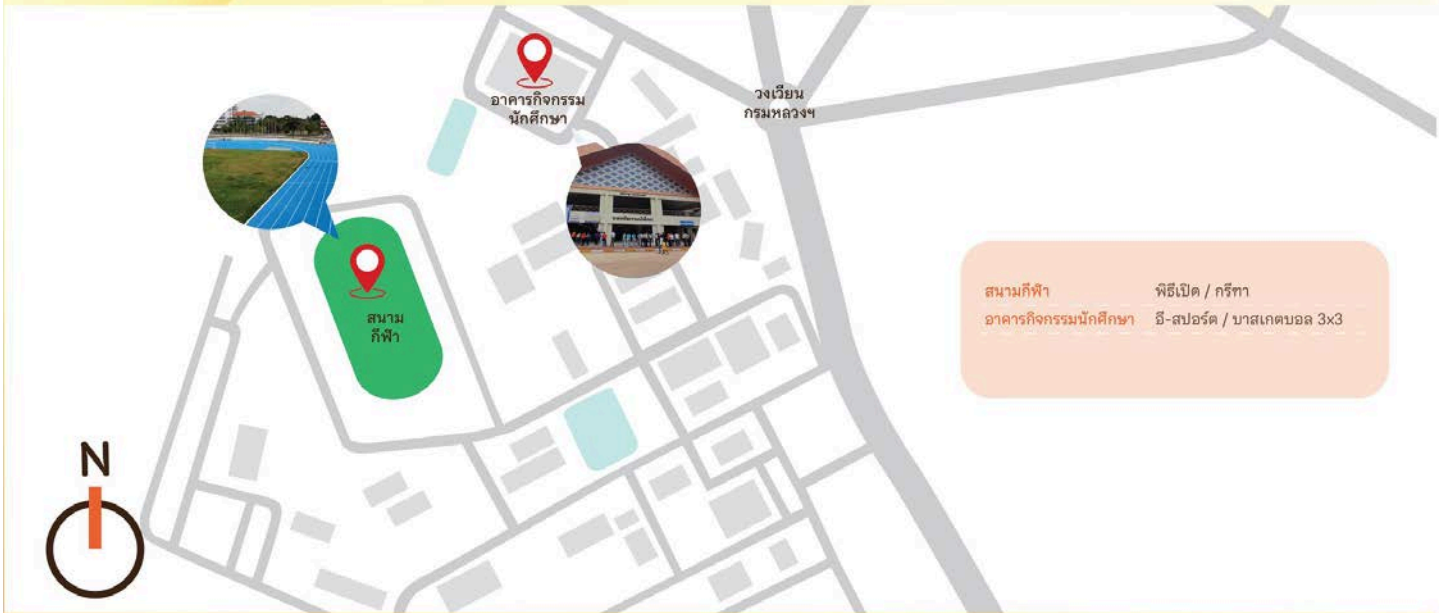 อาคารกิจกรรม
นักศึกษา
วงเวียน
กรมหลวงฯ
สนาม
กีฬา
สนามกีฬา พิธีเปิด / กรีฑา
อาคารกิจกรรมนักศึกษา อี-สปอร์ต / บาสเกตบอล 3x3
N